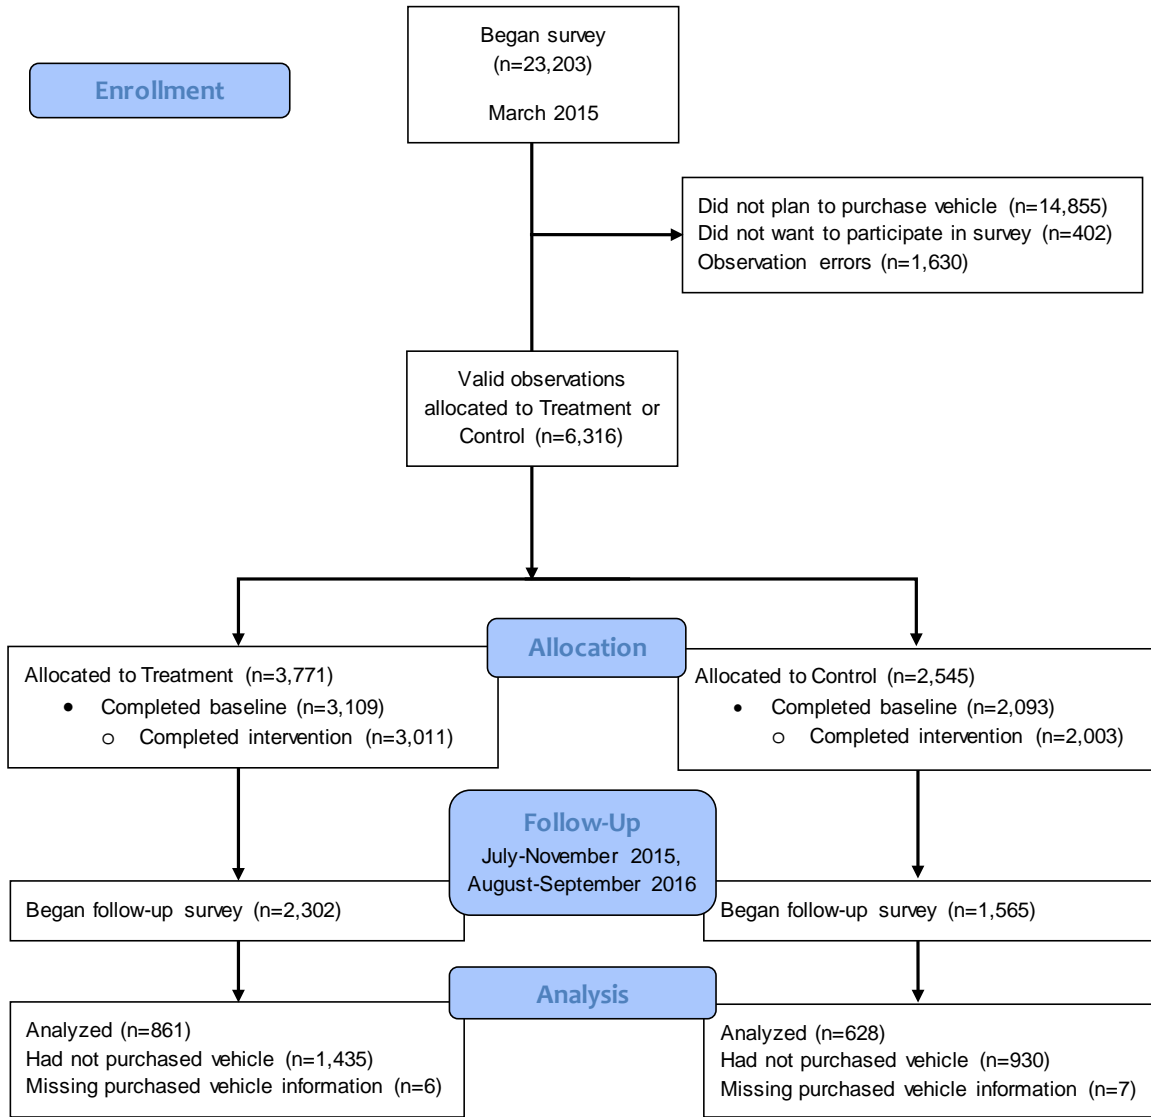 Began survey
(n=23,203)
March 2015
Enrollment
Did not plan to purchase vehicle (n=14,855)
Did not want to participate in survey (n=402)
Observation errors (n=1,630)
Valid observations
allocated to Treatment or
Control (n=6,316)
Allocation
Allocated to Treatment (n=3,771)
• Completed baseline (n=3,109)
o Completed intervention (n=3,011)
Allocated to Control (n=2,545)
• Completed baseline (n=2,093)
o Completed intervention (n=2,003)
Follow-Up
July-November 2015,
August-September 2016
Began follow-up survey (n=2,302)
Began follow-up survey (n=1,565)
Analysis
Analyzed (n=861)
Had not purchased vehicle (n=1,435)
Missing purchased vehicle information (n=6)
Analyzed (n=628)
Had not purchased vehicle (n=930)
Missing purchased vehicle information (n=7)